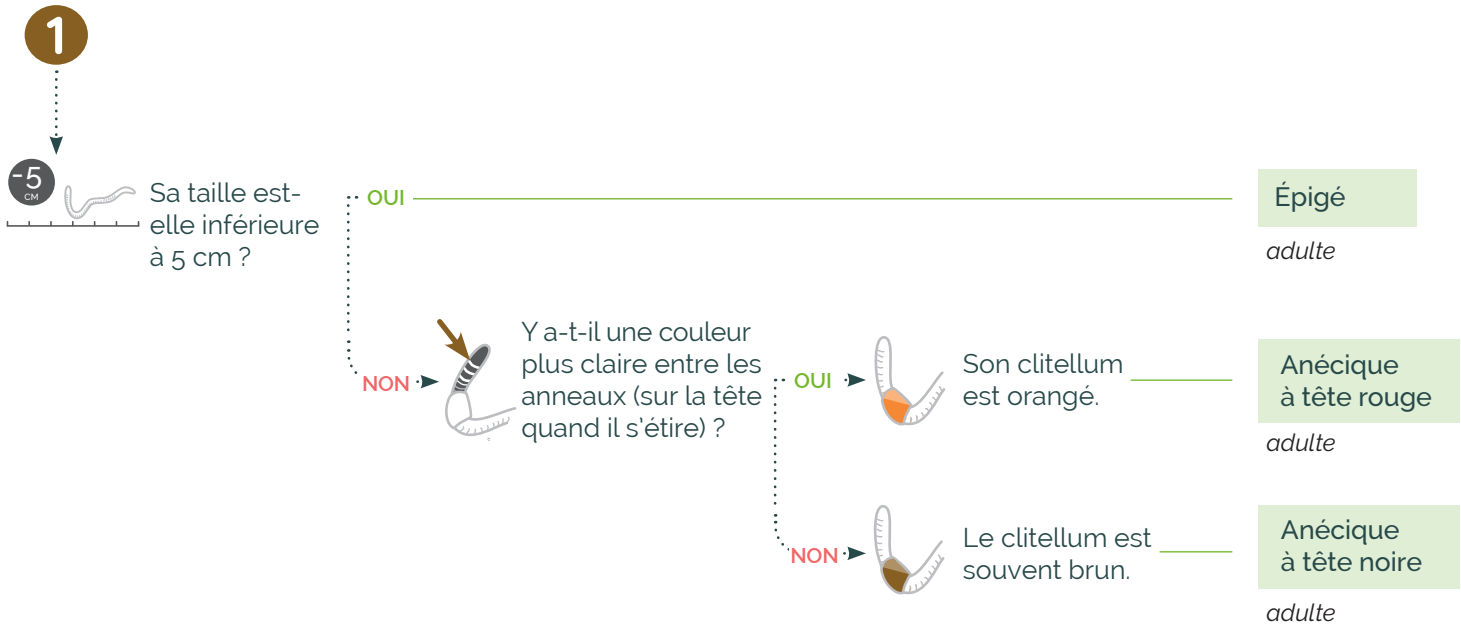 1
-5
CM
Sa taille est-
elle inférieure
à 5 cm ?
OUI
Épigé
adulte
NON
Y a-t-il une couleur
plus claire entre les
anneaux (sur la tête
quand il s'étire) ?
OUI
Son clitellum
est orangé.
Anécique
à tête rouge
adulte
NON
Le clitellum est
souvent brun.
Anécique
à tête noire
adulte